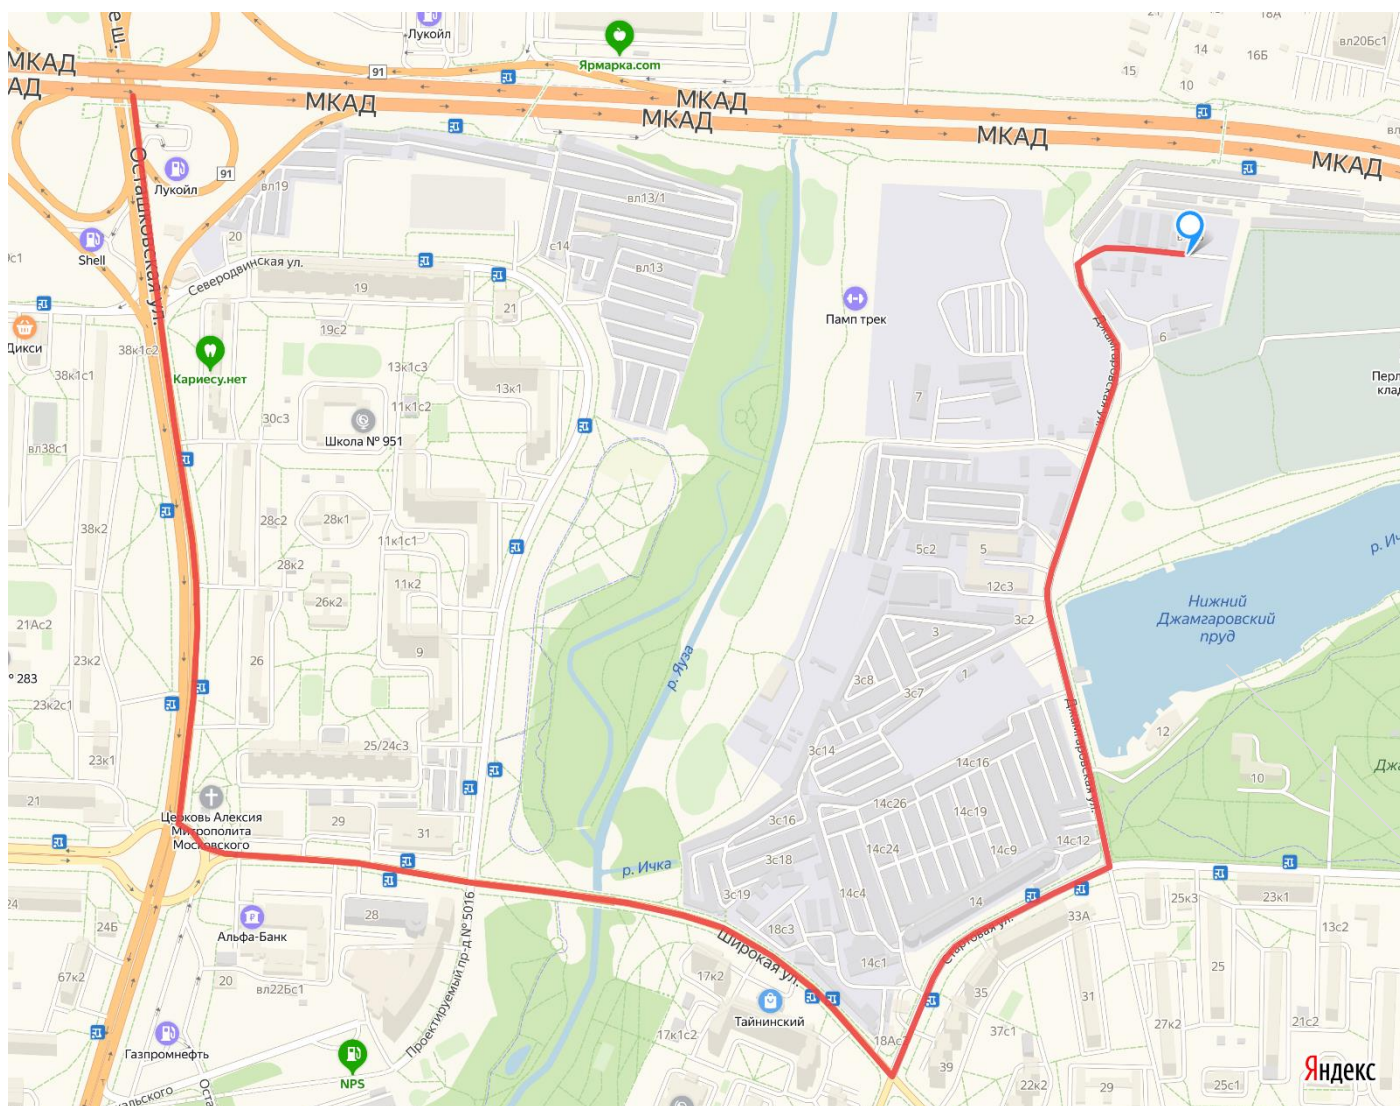 Лукойл
Ярмарка.com
14
16Б
18А
вл20Бс1
15
10
МКАД
91
МКАД
МКАД
МКАД
МКАД
МКАД
Лукойл
91
вл19
вл13/1
20
с14
вл13
Shell
Северодвинская ул.
Осташковская ул.
19
21
19с2
Памп трек
6
Дикси
38к1с2
38к1с1
Кариесу.нет
13к1с3
13к1
11к1с2
7
Джамгаровская ул.
30с3
Школа № 951
вл38с1
28с2
28к1
38к2
11к1с1
28к2
5с2
5
11к2
12с3
26к2
3с2
Нижний
Джамгаровский
пруд
21Ас2
3
9
26
23к2
р. Яуза
283
3с8
1
3с7
23к2с1
Джамгаровская ул.
12
25/24с3
3с14
23к1
14с16
10
21
Церковь Алексия
Митрополита
Московского
29
31
14с26
14с19
3с16
14с12
14с24
14с9
3с18
р. Ичка
3с19
14с4
14
25к3
23к1
24
28
33А
24Б
Альфа-Банк
18с3
Стартовая ул.
13с2
Широкая ул.
14с1
67к2
20
вл22Бс1
17к2
35
31
25
Проектируемый пр-д № 5016
Тайнинский
27к2
21с2
Газпромнефть
17к1с2
37с1
NPS
39
22к2
29
25с1
Яндекс